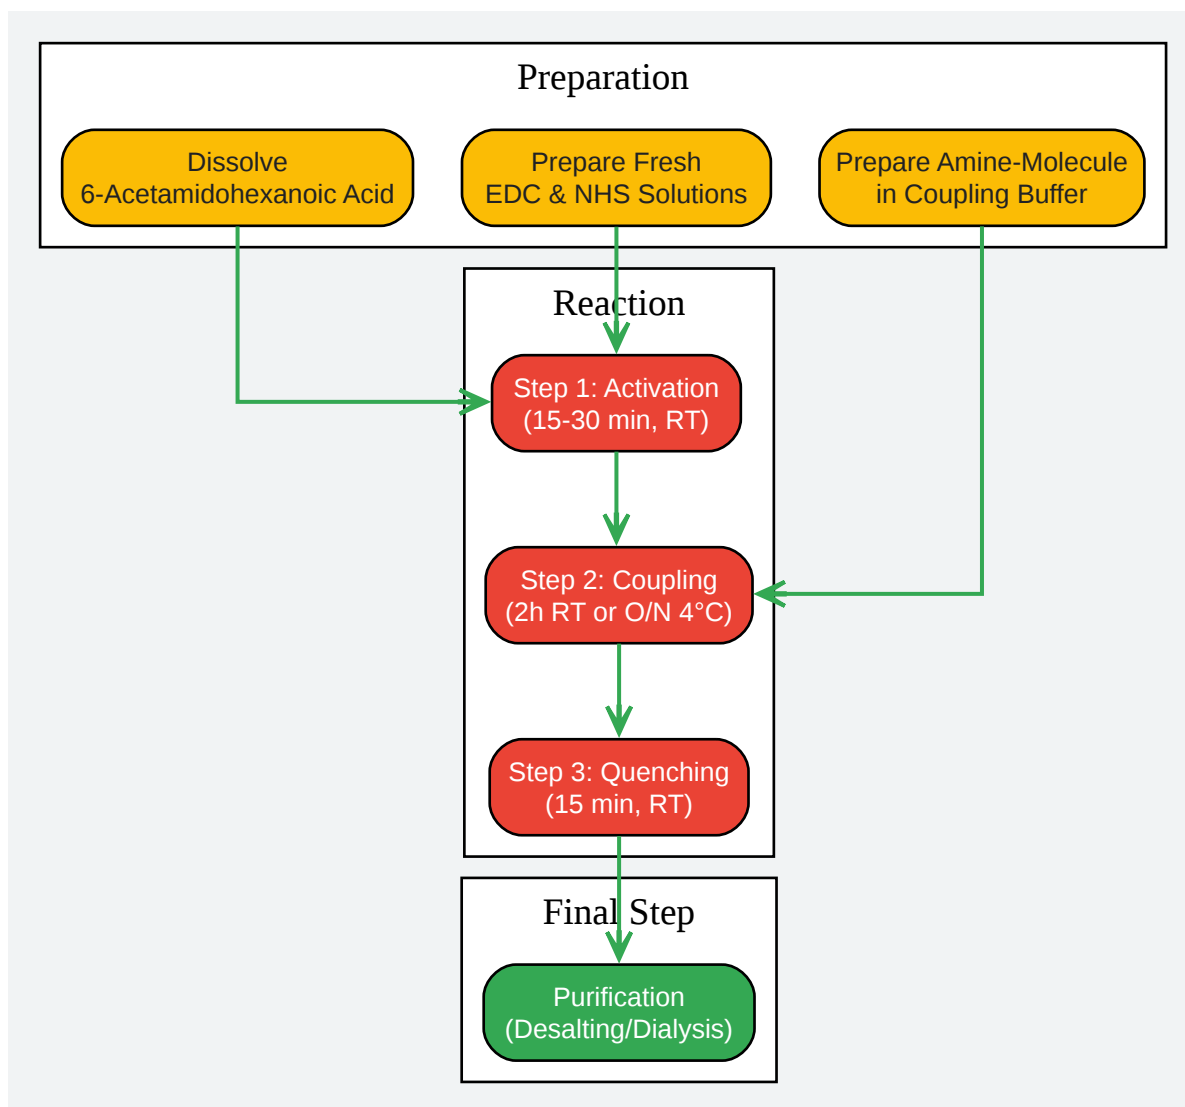 Preparation
Dissolve
6-Acetamidohexanoic Acid
Prepare Fresh
EDC & NHS Solutions
Prepare Amine-Molecule
in Coupling Buffer
Reaction
Step 1: Activation
(15-30 min, RT)
Step 2: Coupling
(2h RT or O/N 4°C)
Step 3: Quenching
(15 min, RT)
Final Step
Purification
(Desalting/Dialysis)